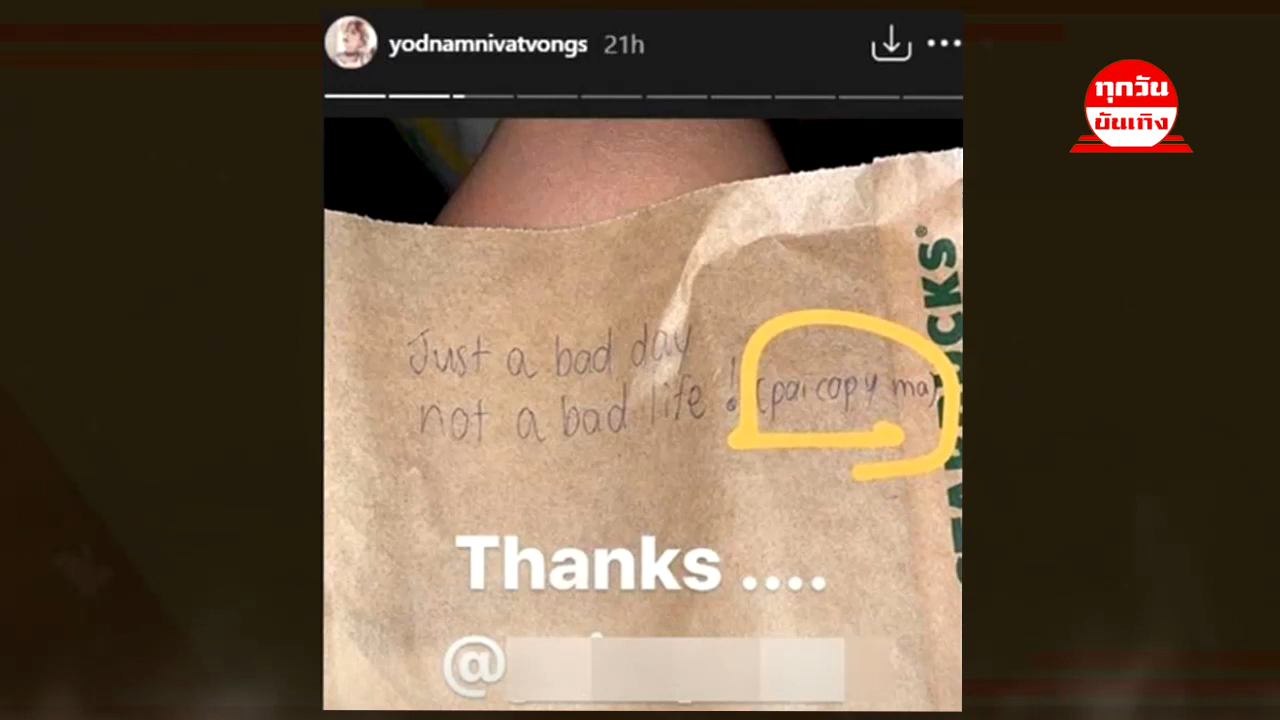 yodnamnivatvongs 21h
ทุกวัน
บันเทิง
Just a bad day
not a bad life ! (pai copy ma)
STARBUCKS®
Thanks ....
@